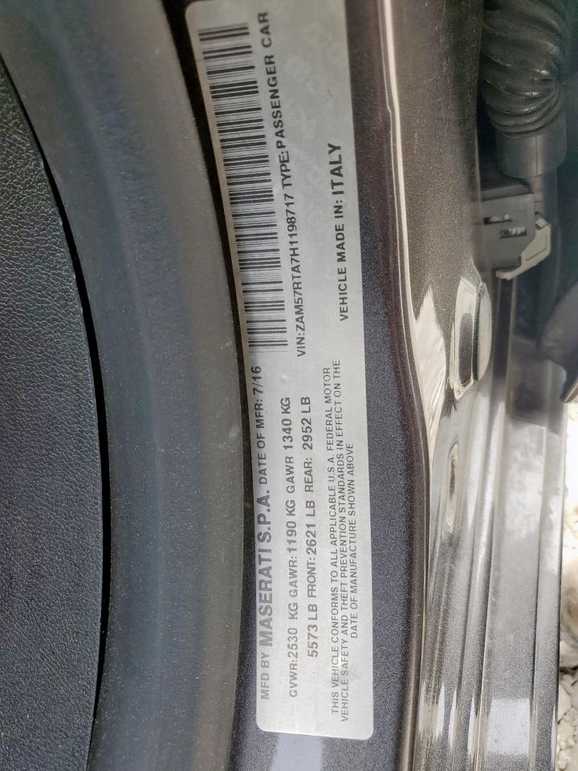 MFD BY MASERATI S.P.A. DATE OF MFR: 7/16
GVWR:2530 KG GAWR:1190 KG GAWR 1340 KG
5573 LB FRONT:2621 LB REAR: 2952 LB
VIN:ZAM57RTA7H1198717 TYPE:PASSENGER CAR
THIS VEHICLE CONFORMS TO ALL APPLICABLE U.S.A. FEDERAL MOTOR
VEHICLE SAFETY AND THEFT PREVENTION STANDARDS IN EFFECT ON THE
DATE OF MANUFACTURE SHOWN ABOVE
VEHICLE MADE IN: ITALY